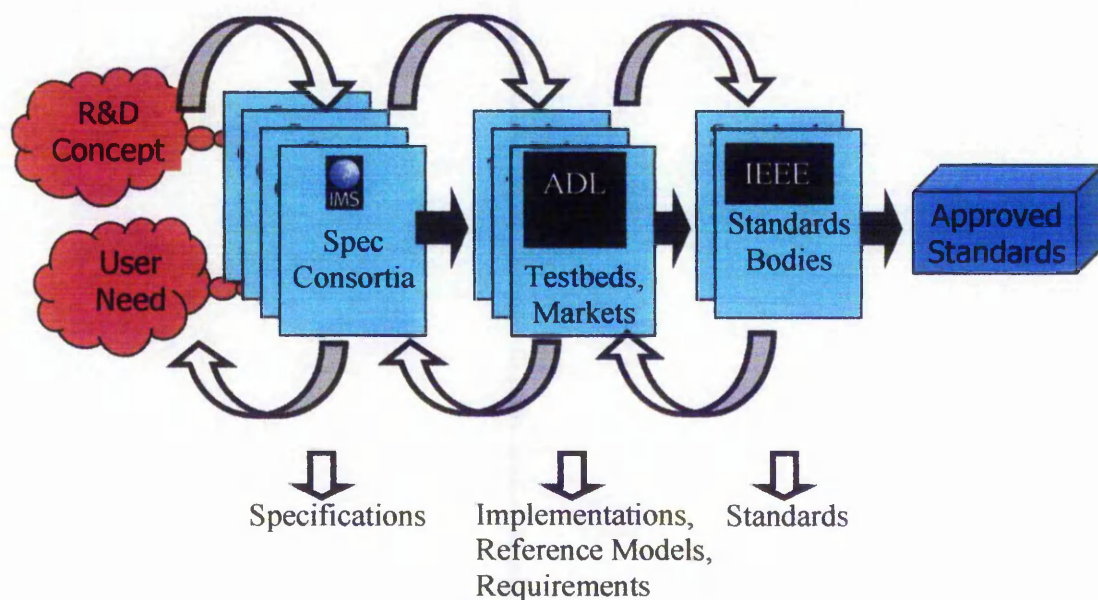 R&D
Concept
User
Need
IMS
Spec
Consortia
ADL
Testbeds,
Markets
IEEE
Standards
Bodies
Approved
Standards
Specifications
Implementations,
Reference Models,
Requirements
Standards